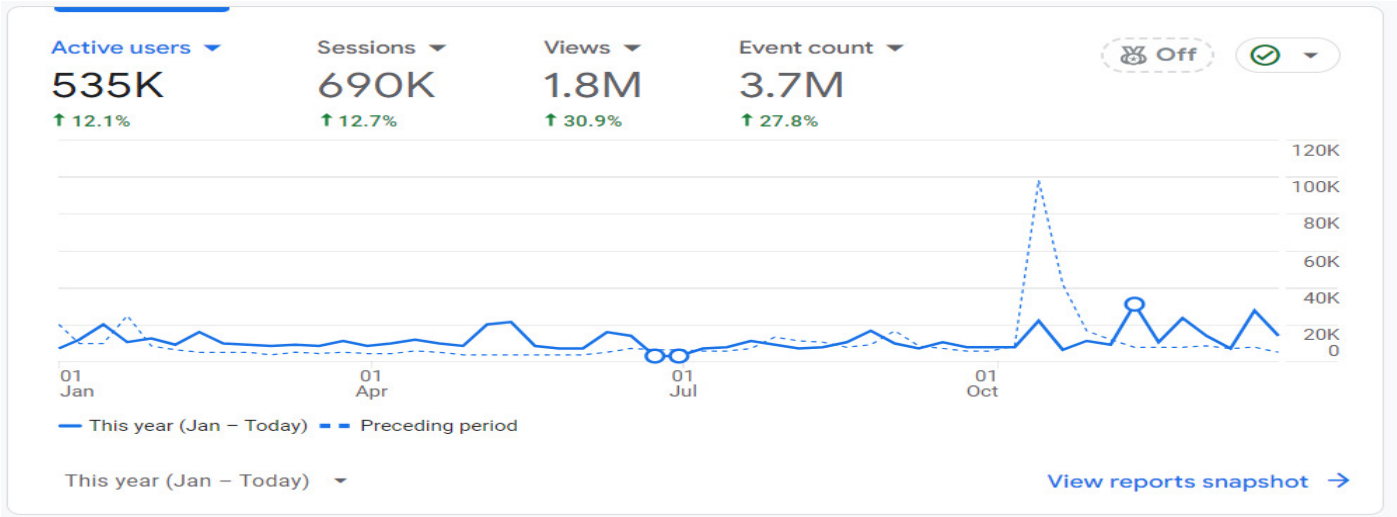 Active users Sessions Views Event count Off
535K 690K 1.8M 3.7M
12.1% 12.7% 30.9% 27.8%
120K
100K
80K
60K
40K
20K
0
01 01 01 01
Jan Apr Jul Oct
This year (Jan – Today) Preceding period
This year (Jan – Today) View reports snapshot